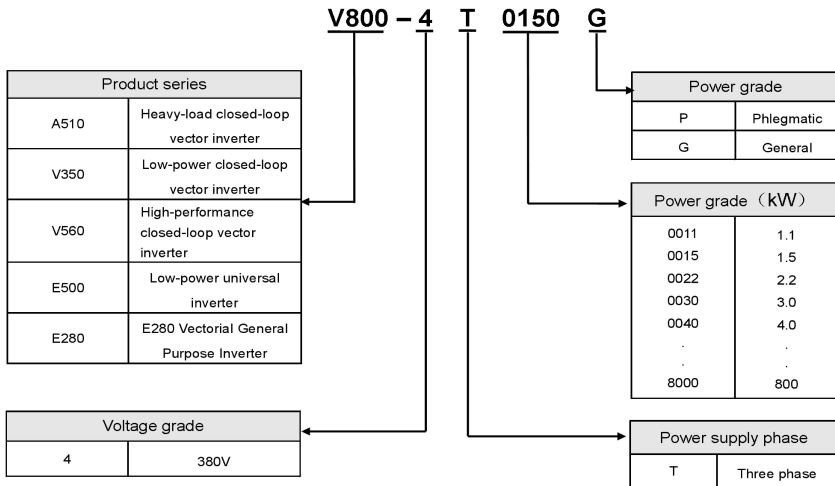 V800 – 4 T 0150 G
Product series
A510 Heavy-load closed-loop
vector inverter
V350 Low-power closed-loop
vector inverter
V560 High-performance
closed-loop vector
inverter
E500 Low-power universal
inverter
E280 E280 Vectorial General
Purpose Inverter
Voltage grade
4 380V
Power grade
P Phlegmatic
G General
Power grade（kW）
0011 1.1
0015 1.5
0022 2.2
0030 3.0
0040 4.0
. .
. .
8000 800
Power supply phase
T Three phase